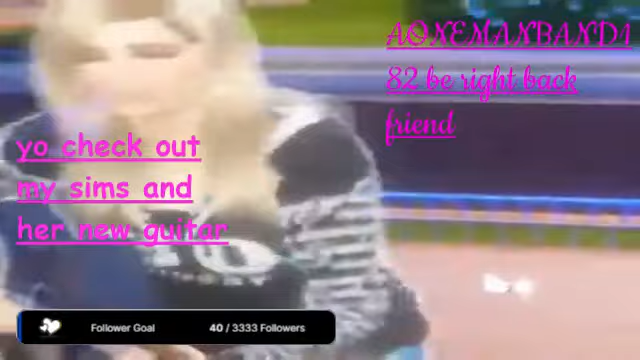 AONEMANBAND1
82 be right back
friend
yo check out
my sims and
her new guitar
Follower Goal 40 / 3333 Followers